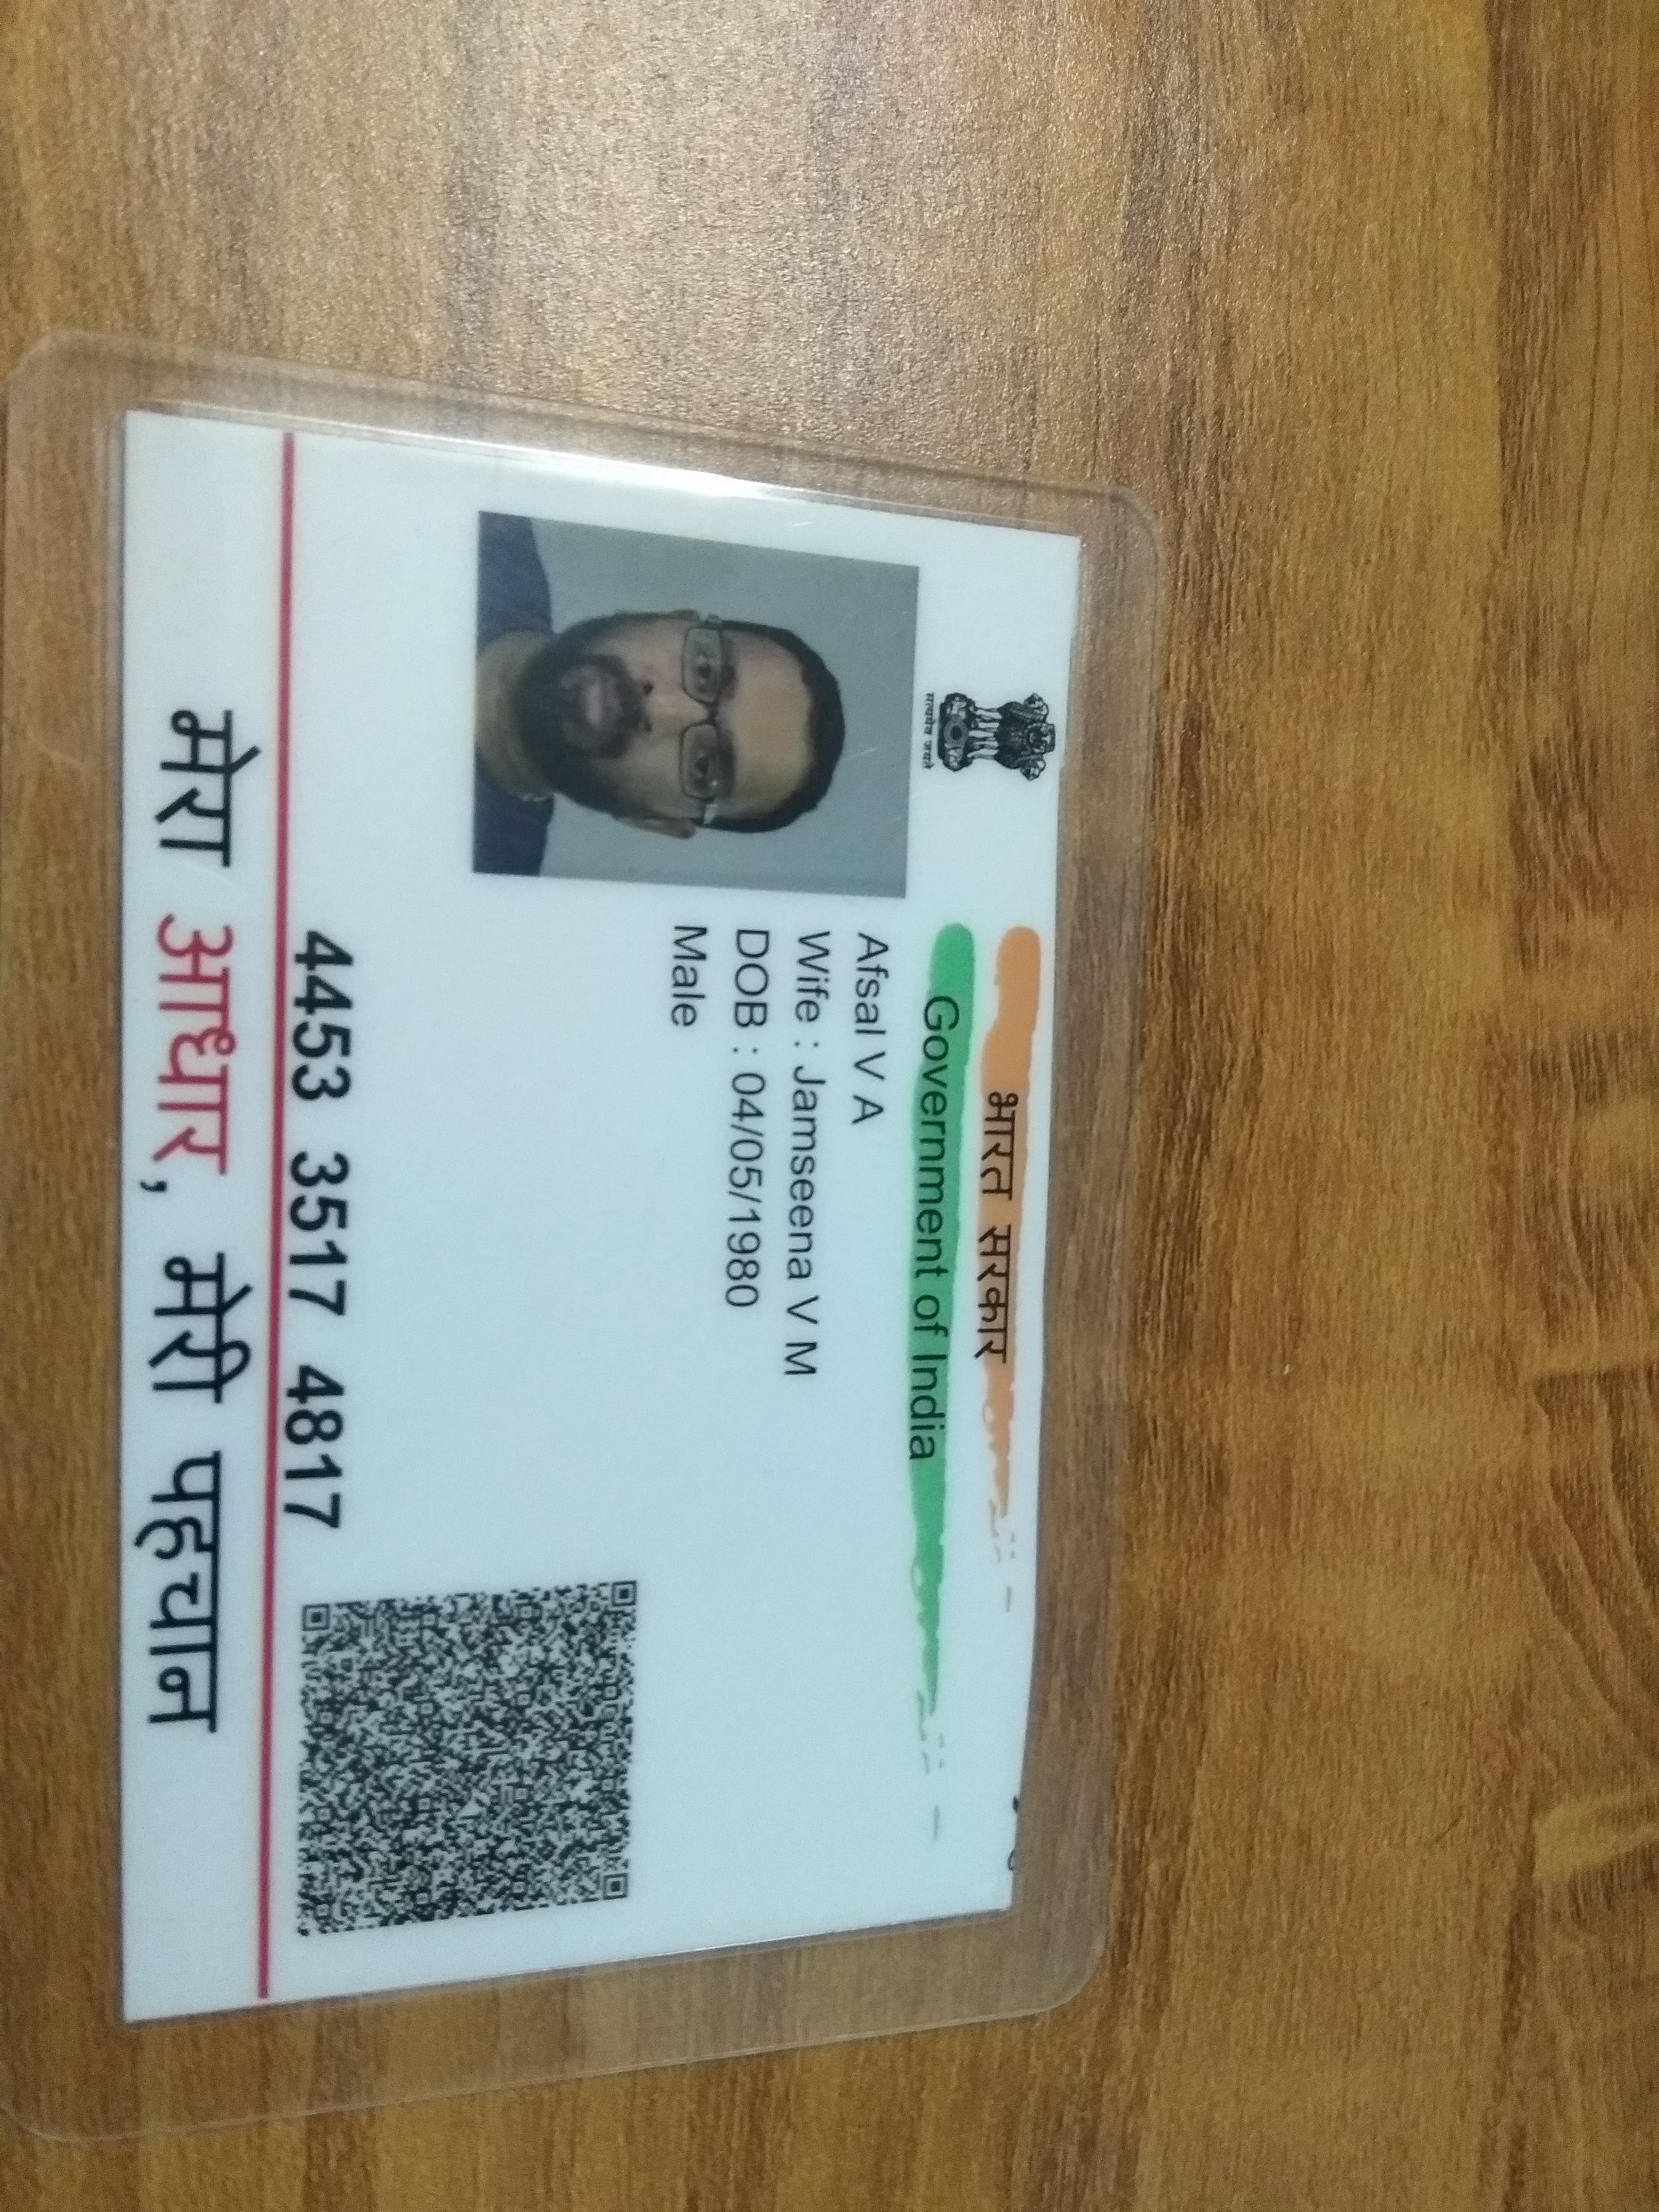 सत्यमेव जयते
भारत सरकार
Government of India
Afsal V A
Wife : Jamseena V M
DOB : 04/05/1980
Male
4453 3517 4817
मेरा आधार, मेरी पहचान